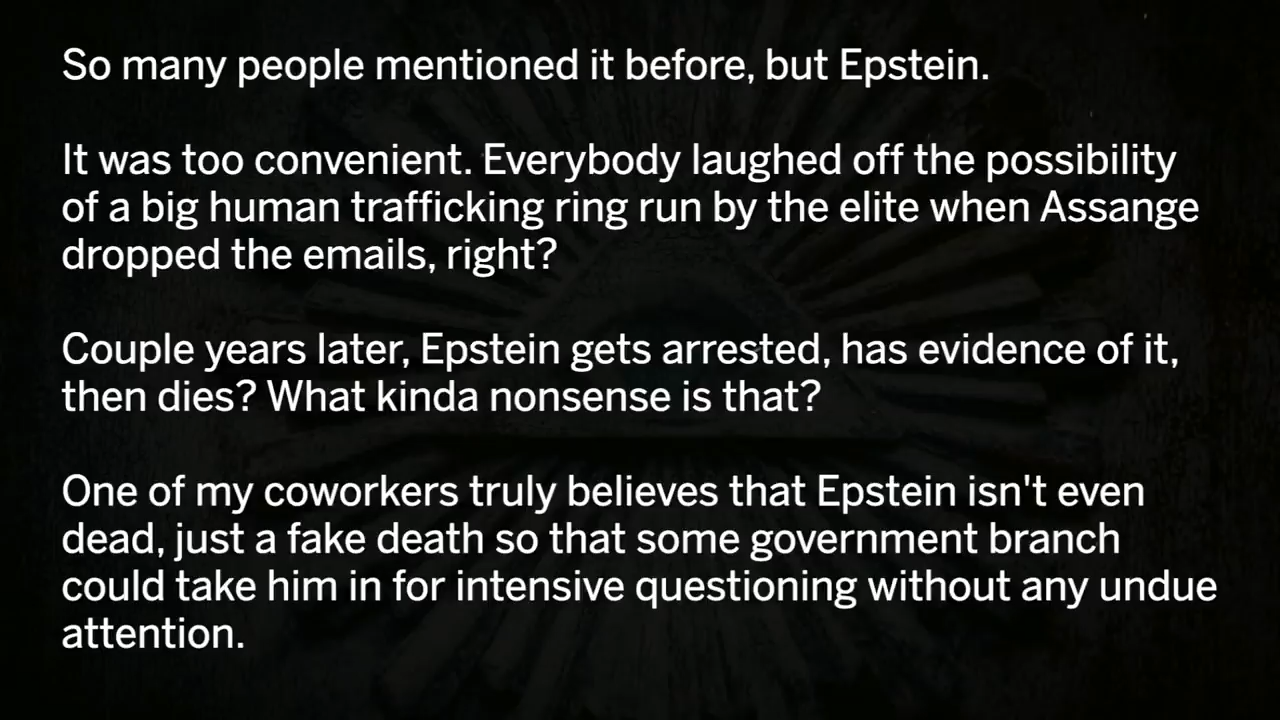 So many people mentioned it before, but Epstein.
It was too convenient. Everybody laughed off the possibility
of a big human trafficking ring run by the elite when Assange
dropped the emails, right?
Couple years later, Epstein gets arrested, has evidence of it,
then dies? What kinda nonsense is that?
One of my coworkers truly believes that Epstein isn't even
dead, just a fake death so that some government branch
could take him in for intensive questioning without any undue
attention.